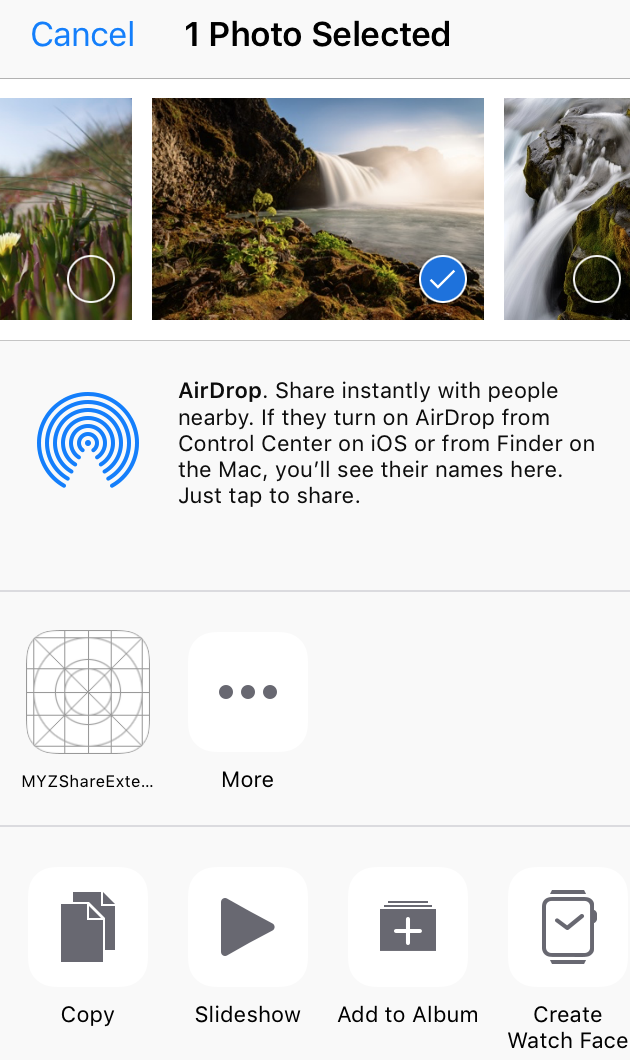 Cancel 1 Photo Selected
AirDrop. Share instantly with people
nearby. If they turn on AirDrop from
Control Center on iOS or from Finder on
the Mac, you’ll see their names here.
Just tap to share.
MYZShareExte...
More
Copy
Slideshow
Add to Album
Create
Watch Face